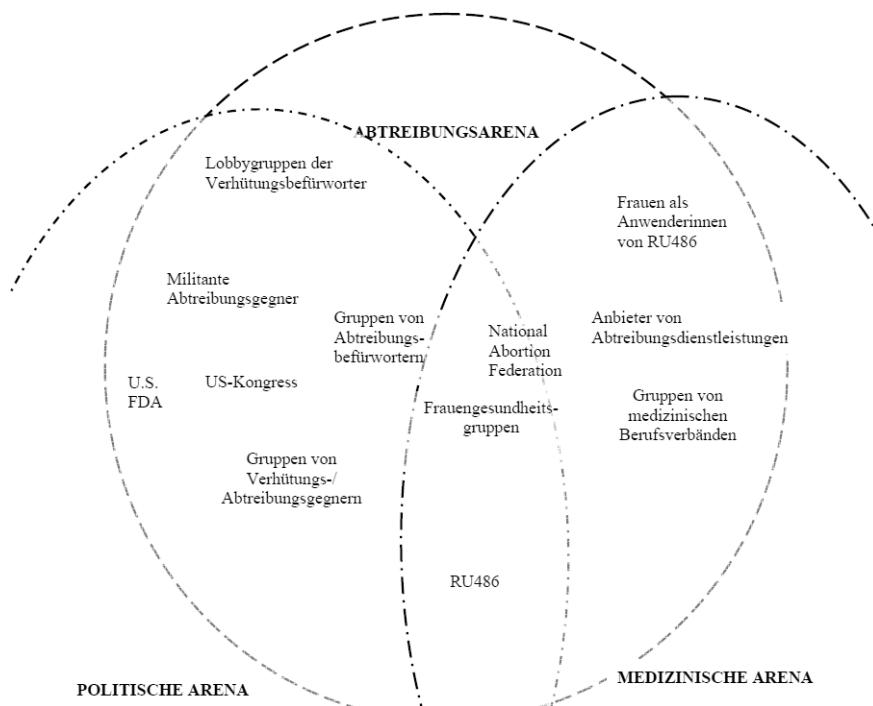 ABTREIBUNGSARENA
Lobbygruppen der
Verhütungsbefürworter
Frauen als
Anwenderinnen
von RU486
Militante
Abtreibungsgegner
Gruppen von
Abtreibungs-
befürwortern
National
Abortion
Federation
Anbieter von
Abtreibungsdienstleistungen
U.S.
FDA
US-Kongress
Frauengesundheits-
gruppen
Gruppen von
medizinischen
Berufsverbänden
Gruppen von
Verhütungs-/
Abtreibungsgegnern
RU486
POLITISCHE ARENA
MEDIZINISCHE ARENA